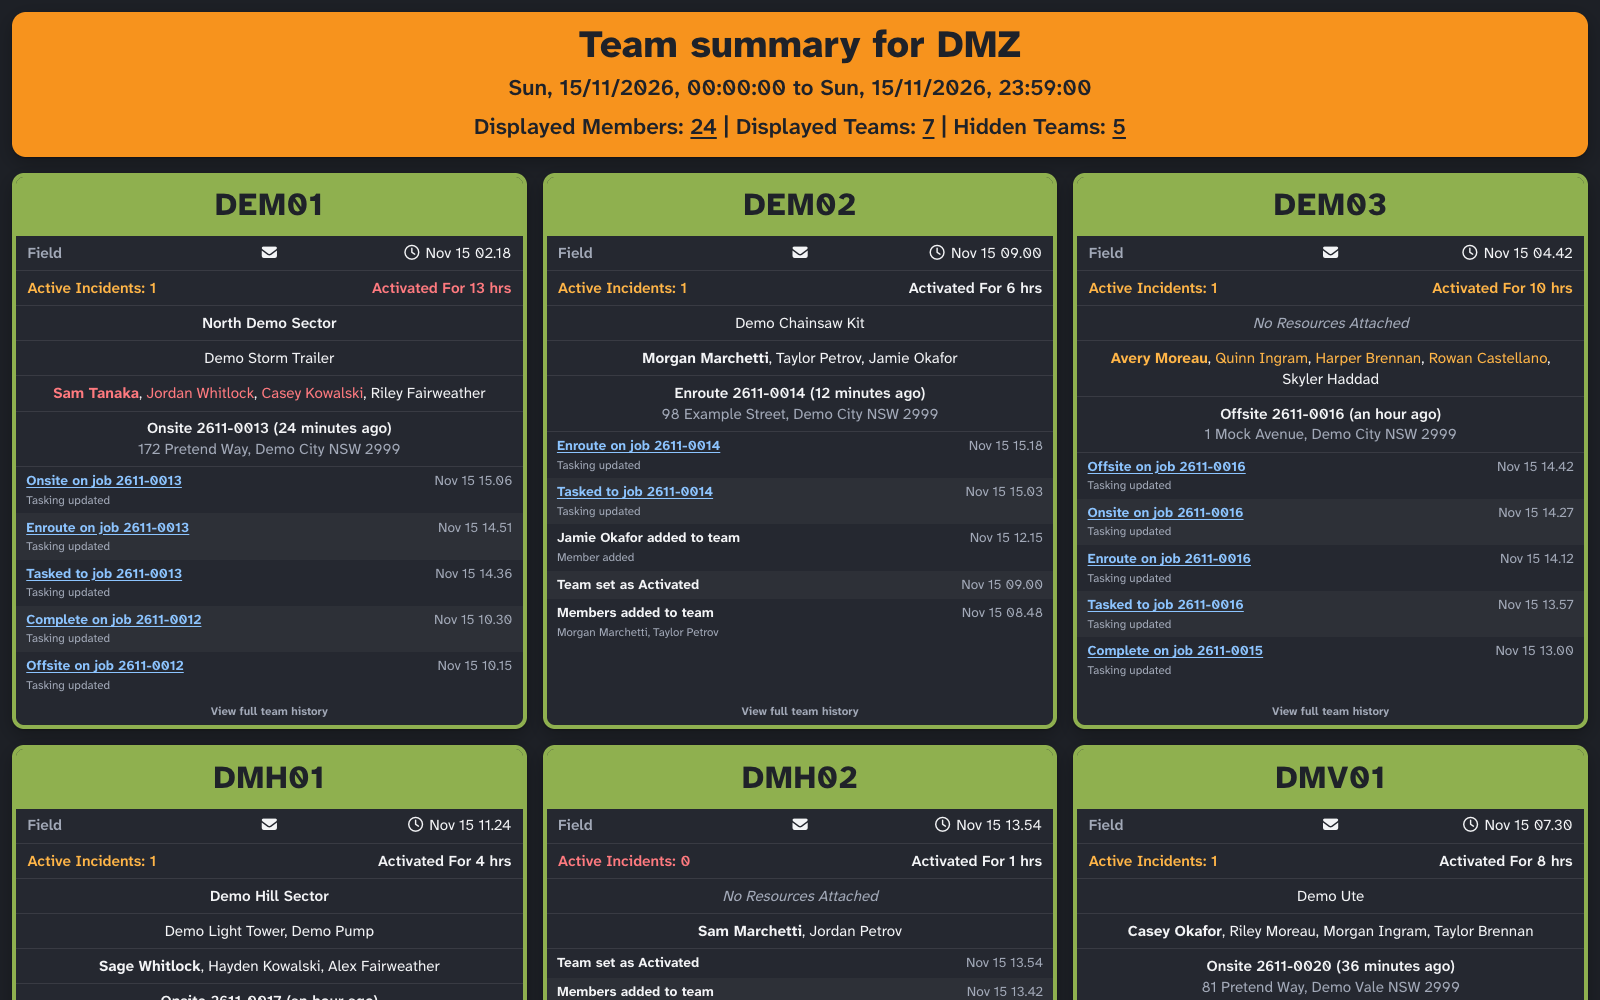 Team summary for DMZ
Sun, 15/11/2026, 00:00:00 to Sun, 15/11/2026, 23:59:00
Displayed Members: 24 | Displayed Teams: 7 | Hidden Teams: 5
DEM01
Field Nov 15 02.18
Active Incidents: 1 Activated For 13 hrs
North Demo Sector
Demo Storm Trailer
Sam Tanaka, Jordan Whitlock, Casey Kowalski, Riley Fairweather
Onsite 2611-0013 (24 minutes ago)
172 Pretend Way, Demo City NSW 2999
Onsite on job 2611-0013 Nov 15 15.06
Tasking updated
Enroute on job 2611-0013 Nov 15 14.51
Tasking updated
Tasked to job 2611-0013 Nov 15 14.36
Tasking updated
Complete on job 2611-0012 Nov 15 10.30
Tasking updated
Offsite on job 2611-0012 Nov 15 10.15
Tasking updated
View full team history
DEM02
Field Nov 15 09.00
Active Incidents: 1 Activated For 6 hrs
Demo Chainsaw Kit
Morgan Marchetti, Taylor Petrov, Jamie Okafor
Enroute 2611-0014 (12 minutes ago)
98 Example Street, Demo City NSW 2999
Enroute on job 2611-0014 Nov 15 15.18
Tasking updated
Tasked to job 2611-0014 Nov 15 15.03
Tasking updated
Jamie Okafor added to team Nov 15 12.15
Member added
Team set as Activated Nov 15 09.00
Members added to team Nov 15 08.48
Morgan Marchetti, Taylor Petrov
View full team history
DEM03
Field Nov 15 04.42
Active Incidents: 1 Activated For 10 hrs
No Resources Attached
Avery Moreau, Quinn Ingram, Harper Brennan, Rowan Castellano,
Skyler Haddad
Offsite 2611-0016 (an hour ago)
1 Mock Avenue, Demo City NSW 2999
Offsite on job 2611-0016 Nov 15 14.42
Tasking updated
Onsite on job 2611-0016 Nov 15 14.27
Tasking updated
Enroute on job 2611-0016 Nov 15 14.12
Tasking updated
Tasked to job 2611-0016 Nov 15 13.57
Tasking updated
Complete on job 2611-0015 Nov 15 13.00
Tasking updated
View full team history
DMH01
Field Nov 15 11.24
Active Incidents: 1 Activated For 4 hrs
Demo Hill Sector
Demo Light Tower, Demo Pump
Sage Whitlock, Hayden Kowalski, Alex Fairweather
Onsite 2611-0017 (an hour ago)
DMH02
Field Nov 15 13.54
Active Incidents: 0 Activated For 1 hrs
No Resources Attached
Sam Marchetti, Jordan Petrov
Team set as Activated Nov 15 13.54
Members added to team Nov 15 13.42
DMV01
Field Nov 15 07.30
Active Incidents: 1 Activated For 8 hrs
Demo Ute
Casey Okafor, Riley Moreau, Morgan Ingram, Taylor Brennan
Onsite 2611-0020 (36 minutes ago)
81 Pretend Way, Demo Vale NSW 2999